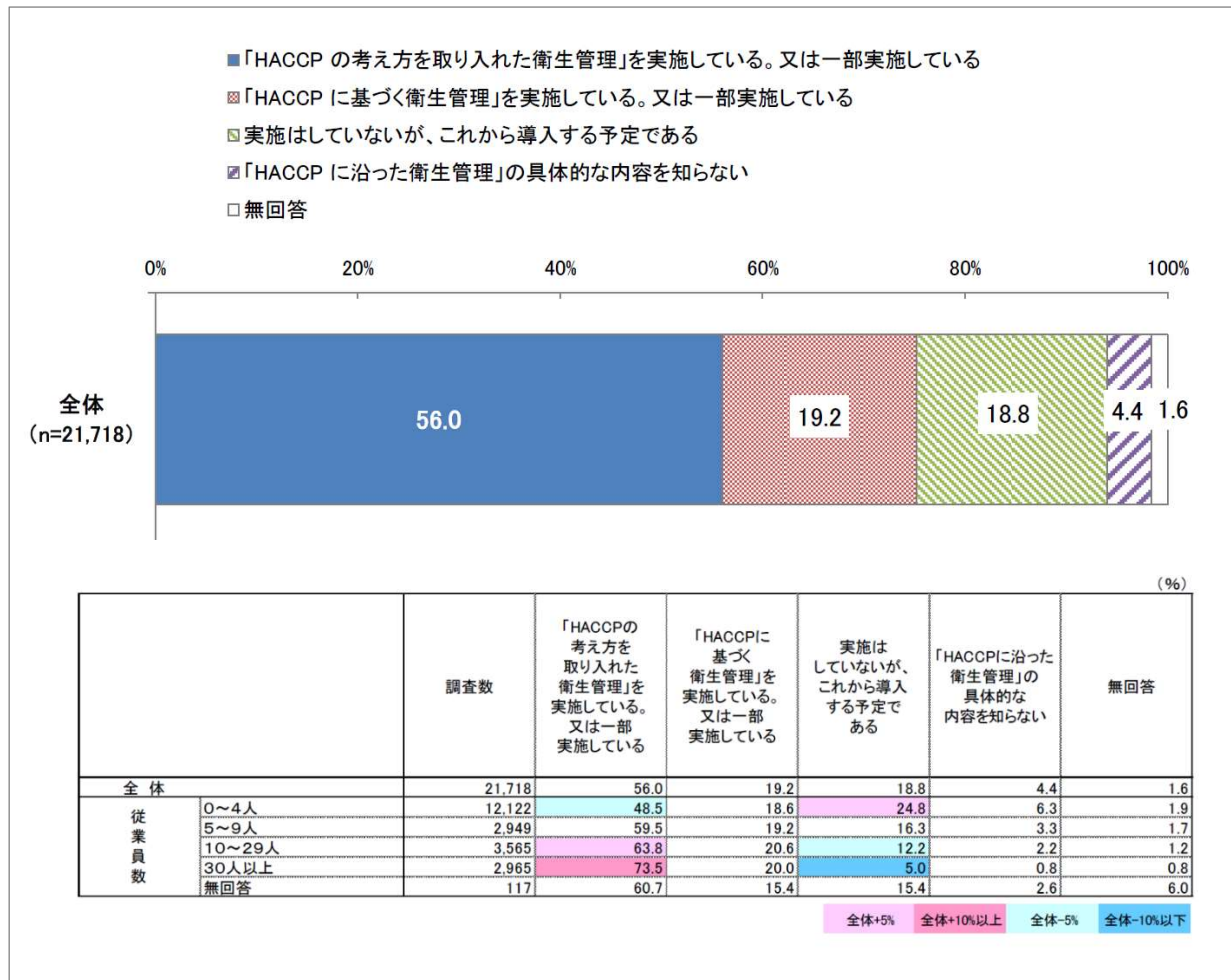 「HACCP の考え方を取り入れた衛生管理」を実施している。又は一部実施している
「HACCP に基づく衛生管理」を実施している。又は一部実施している
実施はしていないが、これから導入する予定である
「HACCP に沿った衛生管理」の具体的な内容を知らない
無回答
0% 20% 40% 60% 80% 100%
全体
(n=21,718)
56.0 19.2 18.8 4.4 1.6
(%)
調査数
「HACCPの
考え方を
取り入れた
衛生管理」を
実施している。
又は一部
実施している
「HACCPに
基づく
衛生管理」を
実施している。
又は一部
実施している
実施は
していないが、
これから導入
する予定で
ある
「HACCPに沿った
衛生管理」の
具体的な
内容を知らない
無回答
全 体 21,718 56.0 19.2 18.8 4.4 1.6
従業員数
0～4人 12,122 48.5 18.6 24.8 6.3 1.9
5～9人 2,949 59.5 19.2 16.3 3.3 1.7
10～29人 3,565 63.8 20.6 12.2 2.2 1.2
30人以上 2,965 73.5 20.0 5.0 0.8 0.8
無回答 117 60.7 15.4 15.4 2.6 6.0
全体+5% 全体+10%以上 全体-5% 全体-10%以下